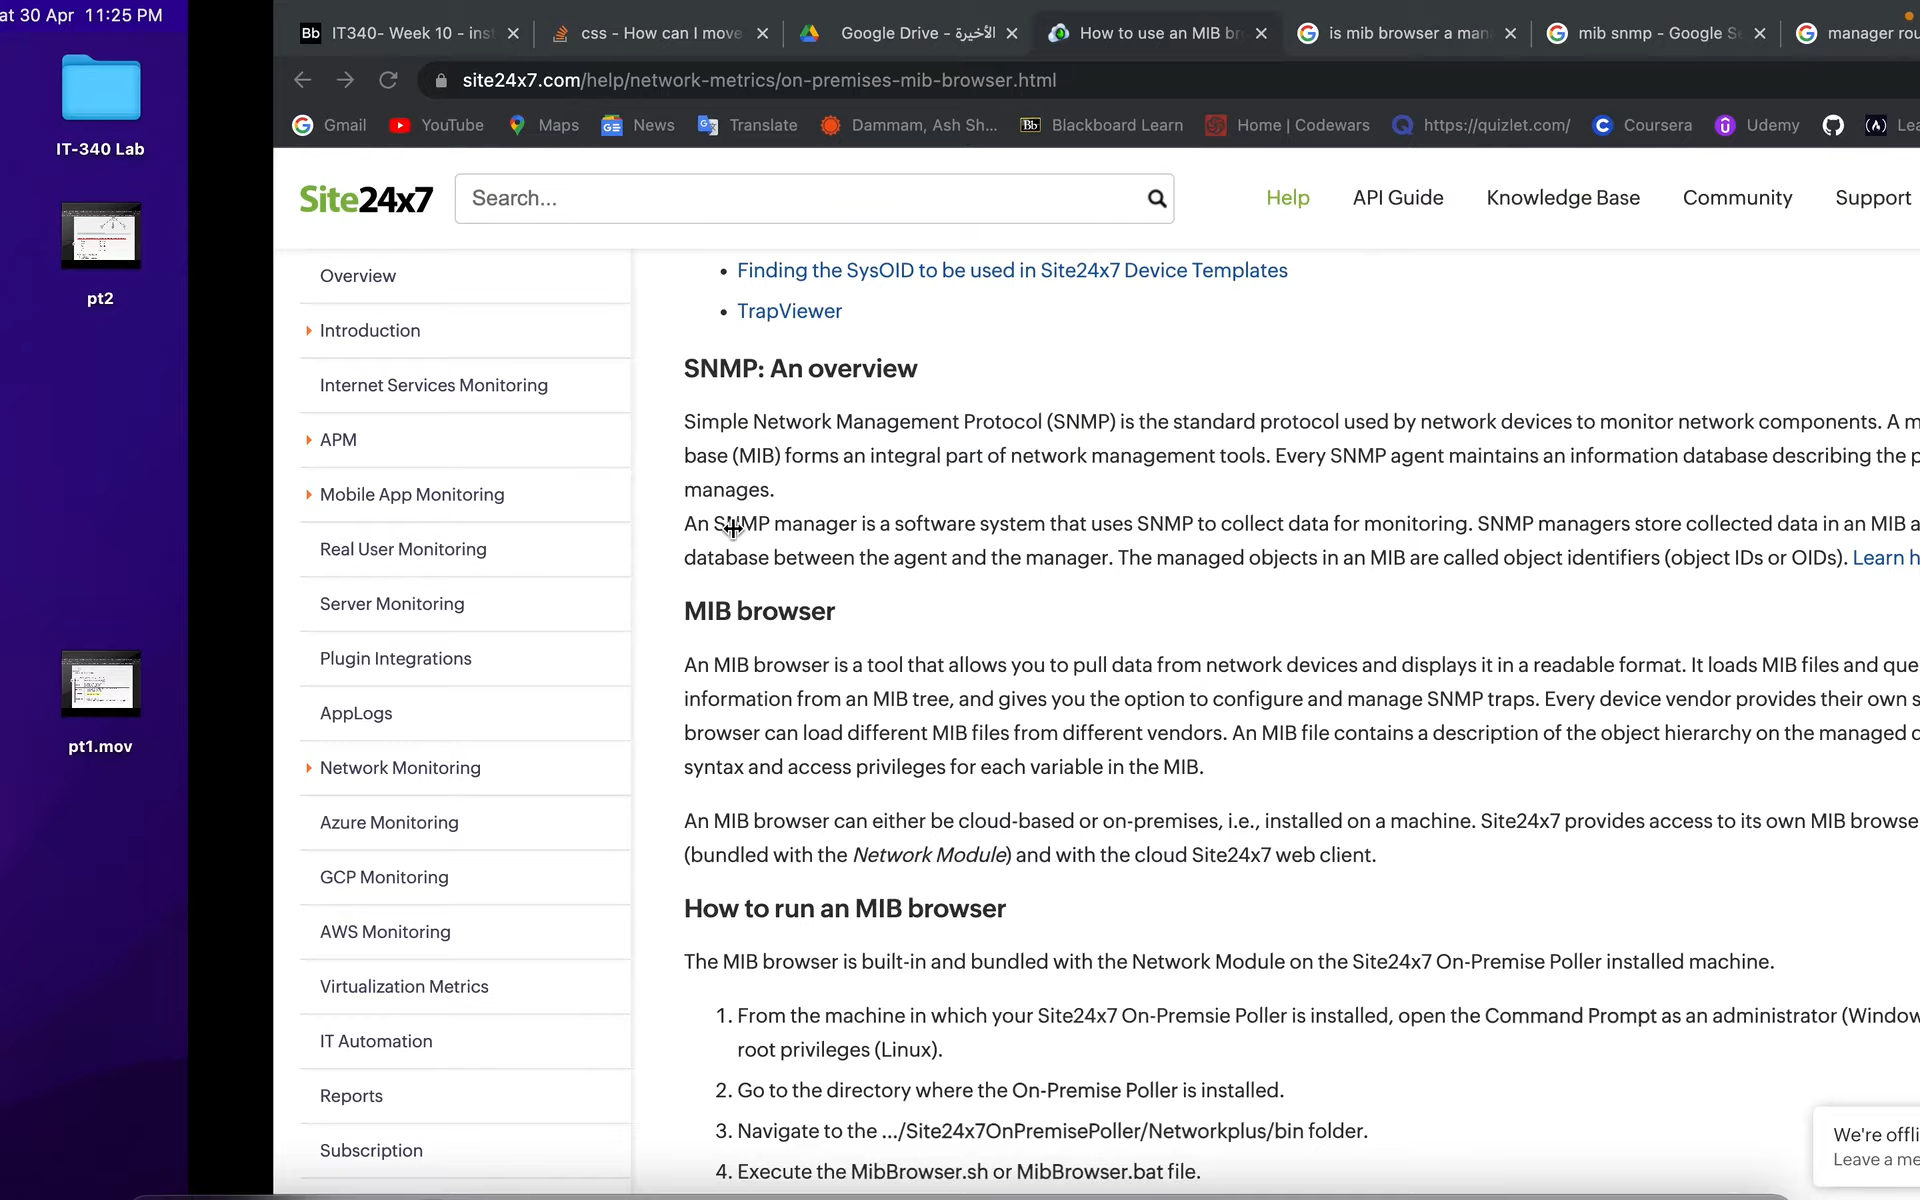 at 30 Apr 11:25 PM
IT-340 Lab
pt2
pt1.mov
Bb IT340- Week 10 - inst
css - How can I move
Google Drive - الأخيرة
How to use an MIB br
is mib browser a man
mib snmp - Google Se
manager rou
site24x7.com/help/network-metrics/on-premises-mib-browser.html
Gmail
YouTube
Maps
News
Translate
Dammam, Ash Sh...
Bb Blackboard Learn
Home | Codewars
https://quizlet.com/
Coursera
Udemy
Lea
Site24x7
Search...
Help
API Guide
Knowledge Base
Community
Support
Overview
Introduction
Internet Services Monitoring
APM
Mobile App Monitoring
Real User Monitoring
Server Monitoring
Plugin Integrations
AppLogs
Network Monitoring
Azure Monitoring
GCP Monitoring
AWS Monitoring
Virtualization Metrics
IT Automation
Reports
Subscription
• Finding the SysOID to be used in Site24x7 Device Templates
• TrapViewer
SNMP: An overview
Simple Network Management Protocol (SNMP) is the standard protocol used by network devices to monitor network components. A m
base (MIB) forms an integral part of network management tools. Every SNMP agent maintains an information database describing the p
manages.
An SNMP manager is a software system that uses SNMP to collect data for monitoring. SNMP managers store collected data in an MIB a
database between the agent and the manager. The managed objects in an MIB are called object identifiers (object IDs or OIDs). Learn h
MIB browser
An MIB browser is a tool that allows you to pull data from network devices and displays it in a readable format. It loads MIB files and que
information from an MIB tree, and gives you the option to configure and manage SNMP traps. Every device vendor provides their own s
browser can load different MIB files from different vendors. An MIB file contains a description of the object hierarchy on the managed d
syntax and access privileges for each variable in the MIB.
An MIB browser can either be cloud-based or on-premises, i.e., installed on a machine. Site24x7 provides access to its own MIB browse
(bundled with the Network Module) and with the cloud Site24x7 web client.
How to run an MIB browser
The MIB browser is built-in and bundled with the Network Module on the Site24x7 On-Premise Poller installed machine.
1. From the machine in which your Site24x7 On-Premsie Poller is installed, open the Command Prompt as an administrator (Window
root privileges (Linux).
2. Go to the directory where the On-Premise Poller is installed.
3. Navigate to the .../Site24x7OnPremisePoller/Networkplus/bin folder.
4. Execute the MibBrowser.sh or MibBrowser.bat file.
We're offli
Leave a me